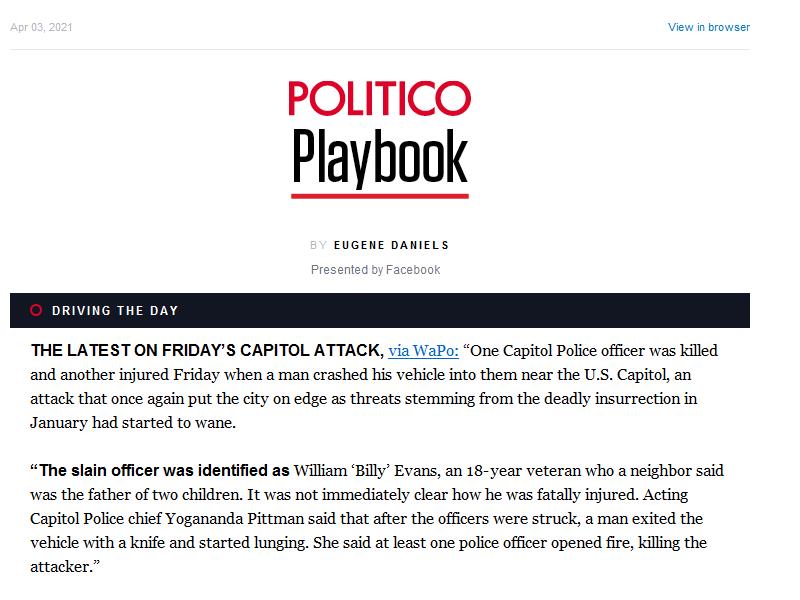 Apr 03, 2021
View in browser
POLITICO
Playbook
BY EUGENE DANIELS
Presented by Facebook
DRIVING THE DAY
THE LATEST ON FRIDAY’S CAPITOL ATTACK, via WaPo: “One Capitol Police officer was killed
and another injured Friday when a man crashed his vehicle into them near the U.S. Capitol, an
attack that once again put the city on edge as threats stemming from the deadly insurrection in
January had started to wane.
“The slain officer was identified as William ‘Billy’ Evans, an 18-year veteran who a neighbor said
was the father of two children. It was not immediately clear how he was fatally injured. Acting
Capitol Police chief Yogananda Pittman said that after the officers were struck, a man exited the
vehicle with a knife and started lunging. She said at least one police officer opened fire, killing the
attacker.”